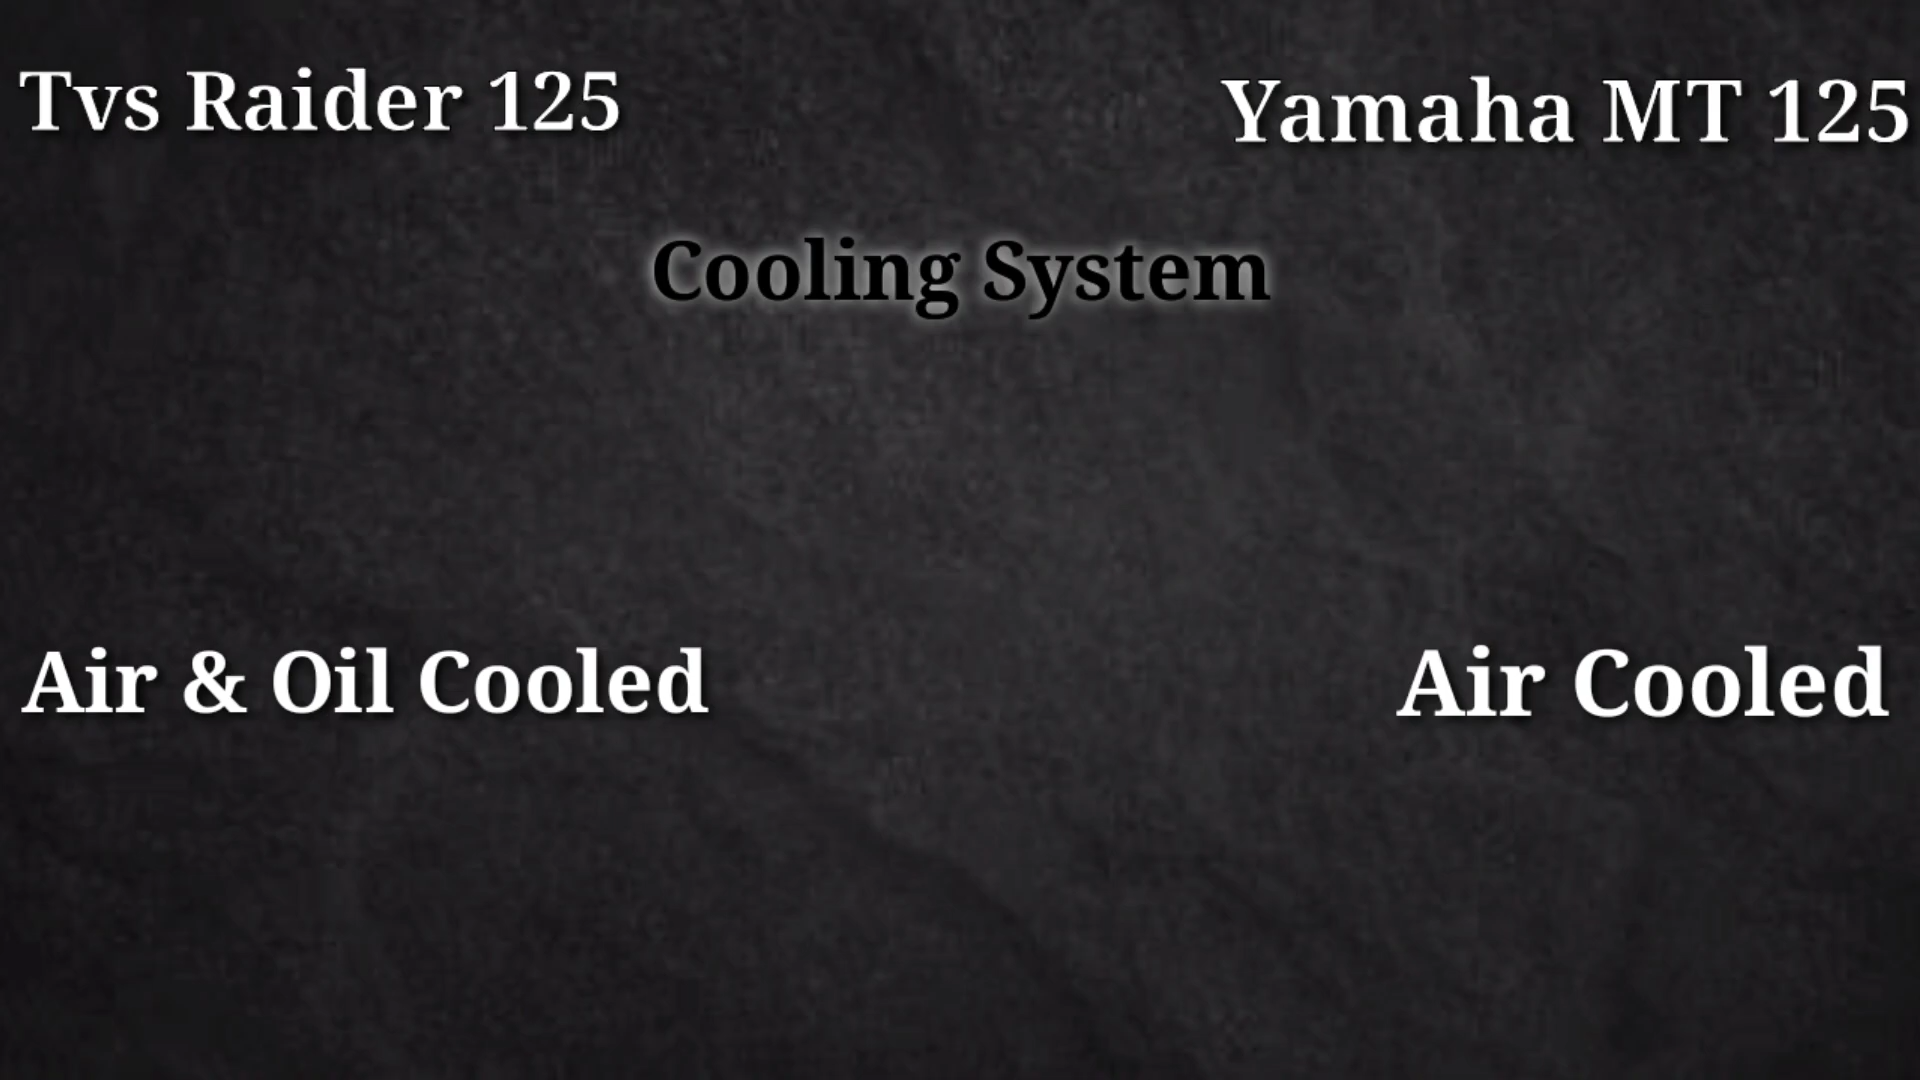 Tvs Raider 125
Yamaha MT 125
Cooling System
Air & Oil Cooled
Air Cooled